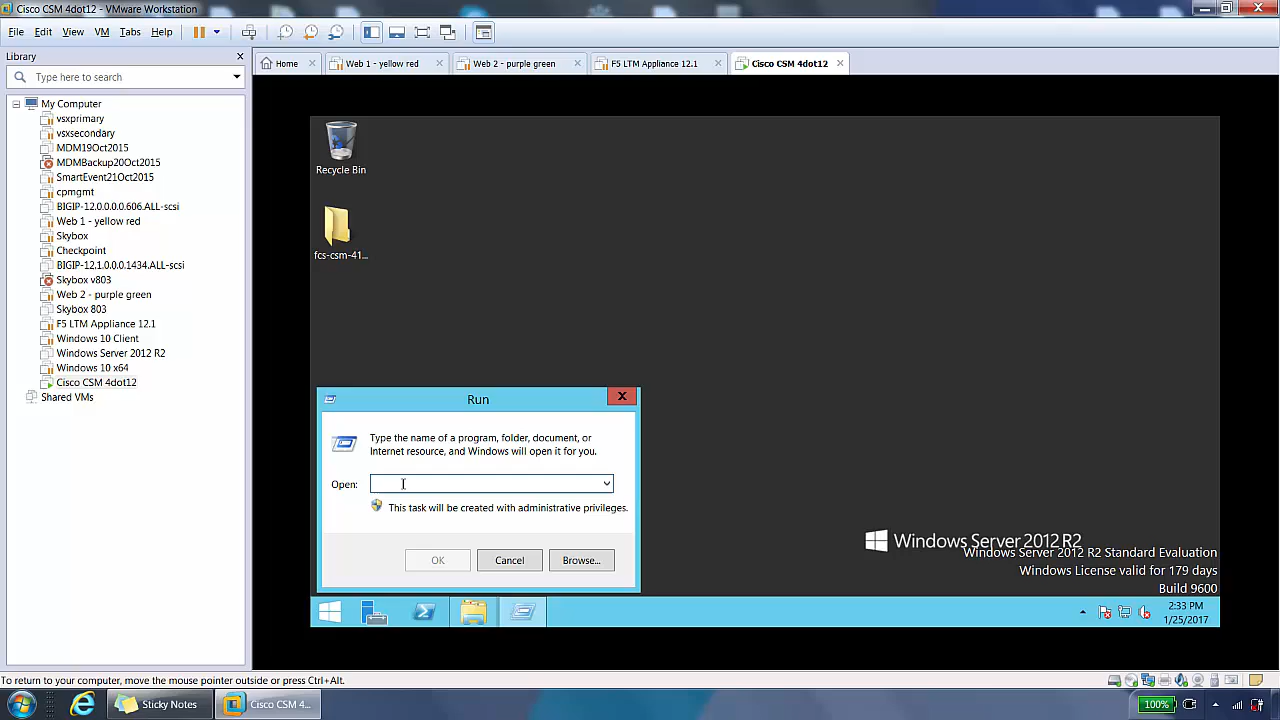 Cisco CSM 4dot12 - VMware Workstation
File Edit View VM Tabs Help
Library
Type here to search
My Computer
vsxprimary
vsxsecondary
MDM19Oct2015
MDMBackup20Oct2015
SmartEvent21Oct2015
cpmgmt
BIGIP-12.0.0.0.606.ALL-scsi
Web 1 - yellow red
Skybox
Checkpoint
BIGIP-12.1.0.0.1434.ALL-scsi
Skybox v803
Web 2 - purple green
Skybox 803
F5 LTM Appliance 12.1
Windows 10 Client
Windows Server 2012 R2
Windows 10 x64
Cisco CSM 4dot12
Shared VMs
Home Web 1 - yellow red Web 2 - purple green F5 LTM Appliance 12.1 Cisco CSM 4dot12
Recycle Bin
fcs-csm-41...
Run
Type the name of a program, folder, document, or
Internet resource, and Windows will open it for you.
Open:
This task will be created with administrative privileges.
OK Cancel Browse...
Windows Server 2012 R2
Windows Server 2012 R2 Standard Evaluation
Windows License valid for 179 days
Build 9600
2:33 PM
1/25/2017
To return to your computer, move the mouse pointer outside or press Ctrl+Alt.
Sticky Notes
Cisco CSM 4...
100%